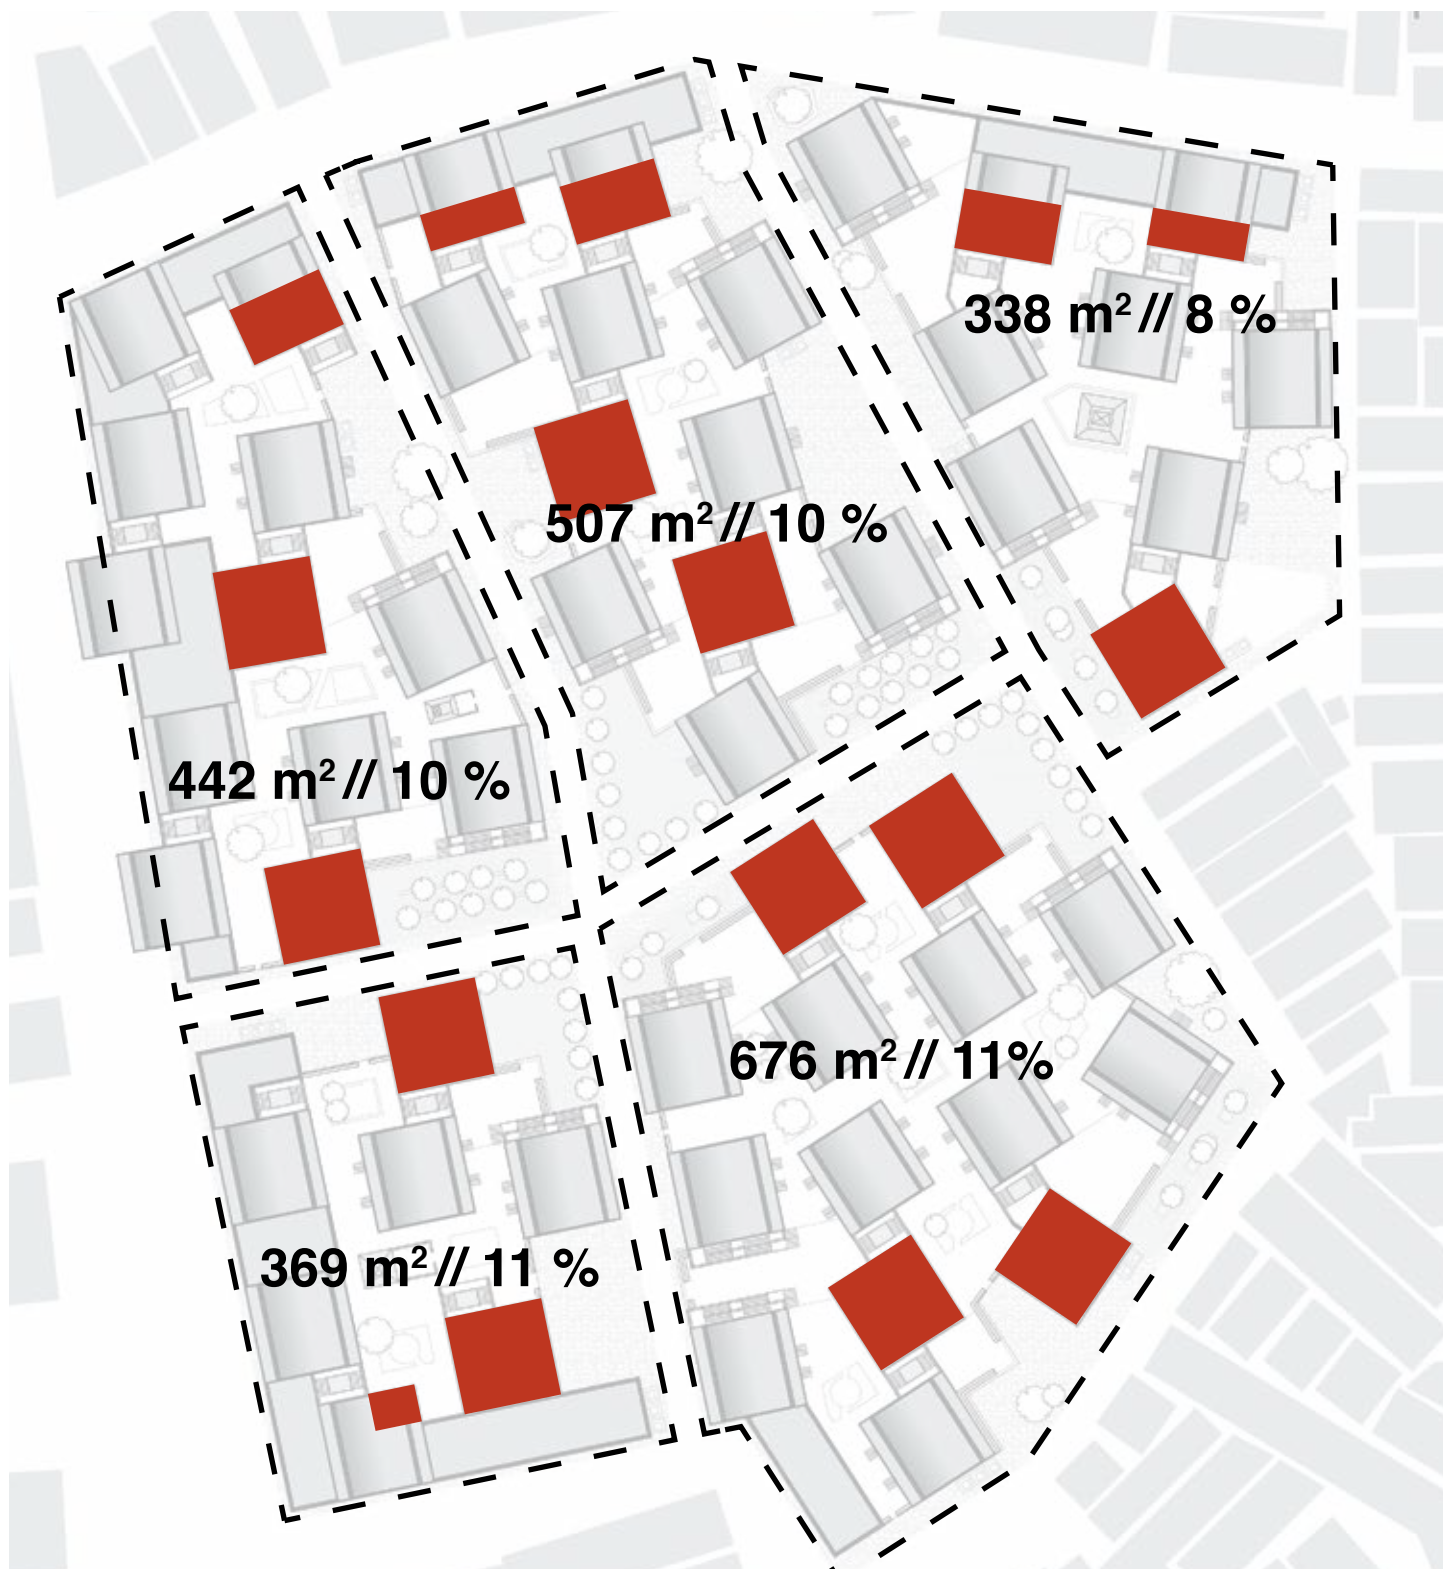 338 m² // 8 %
507 m² // 10 %
442 m² // 10 %
676 m² // 11%
369 m² // 11 %